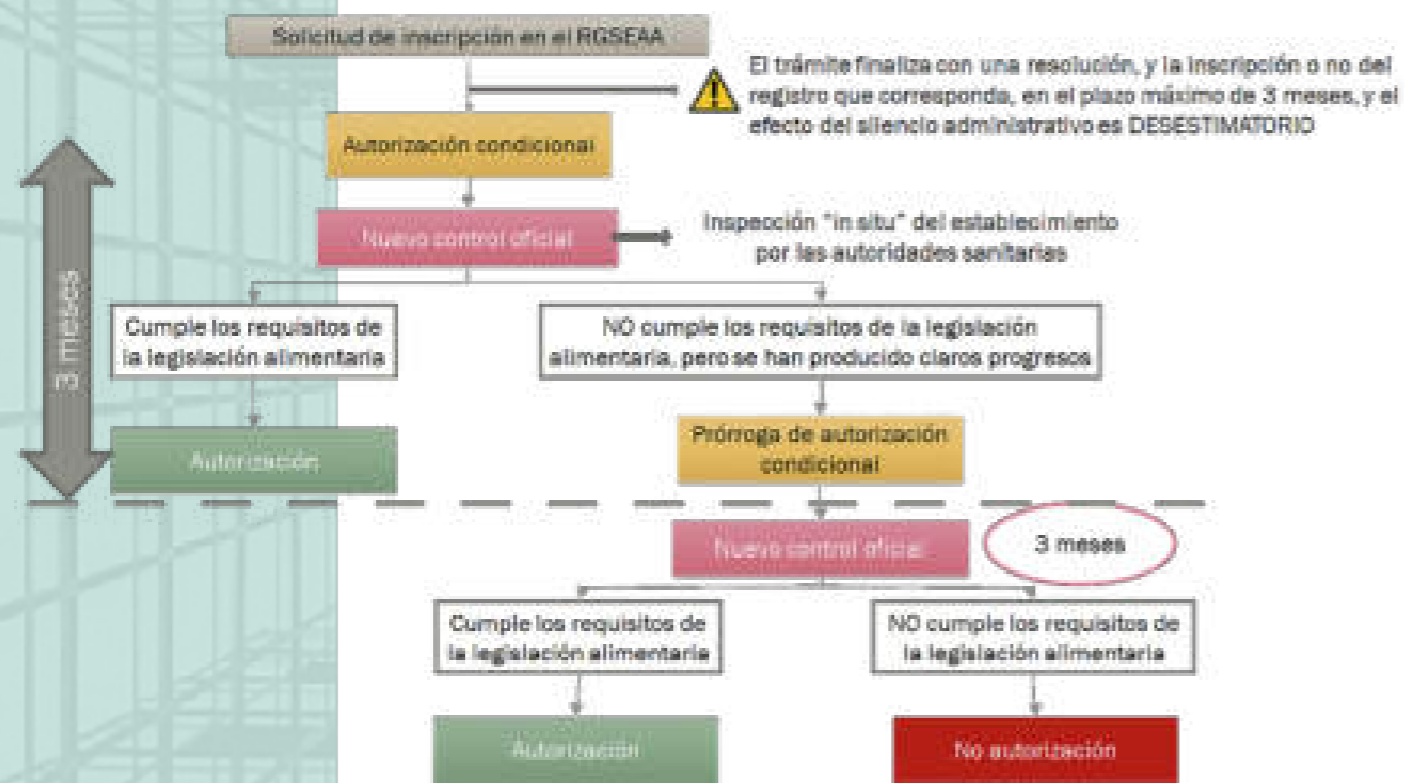 Solicitud de inscripción en el RGSEAA
El trámite finaliza con una resolución, y la inscripción o no del
registro que corresponda, en el plazo máximo de 3 meses, y el
efecto del silencio administrativo es DESESTIMATORIO
Autorización condicional
Nuevo control oficial
Inspección "in situ" del establecimiento
por las autoridades sanitarias
3 meses
Cumple los requisitos de
la legislación alimentaria
NO cumple los requisitos de la legislación
alimentaria, pero se han producido claros progresos
Autorización
Prórroga de autorización
condicional
Nuevo control oficial
3 meses
Cumple los requisitos de
la legislación alimentaria
NO cumple los requisitos de
la legislación alimentaria
Autorización
No autorización